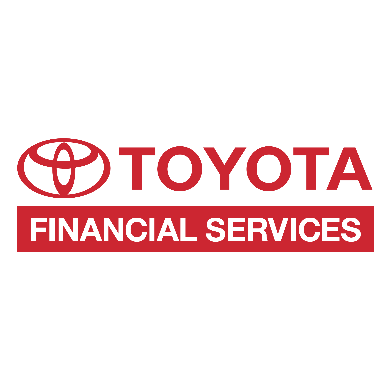 TOYOTA
FINANCIAL SERVICES